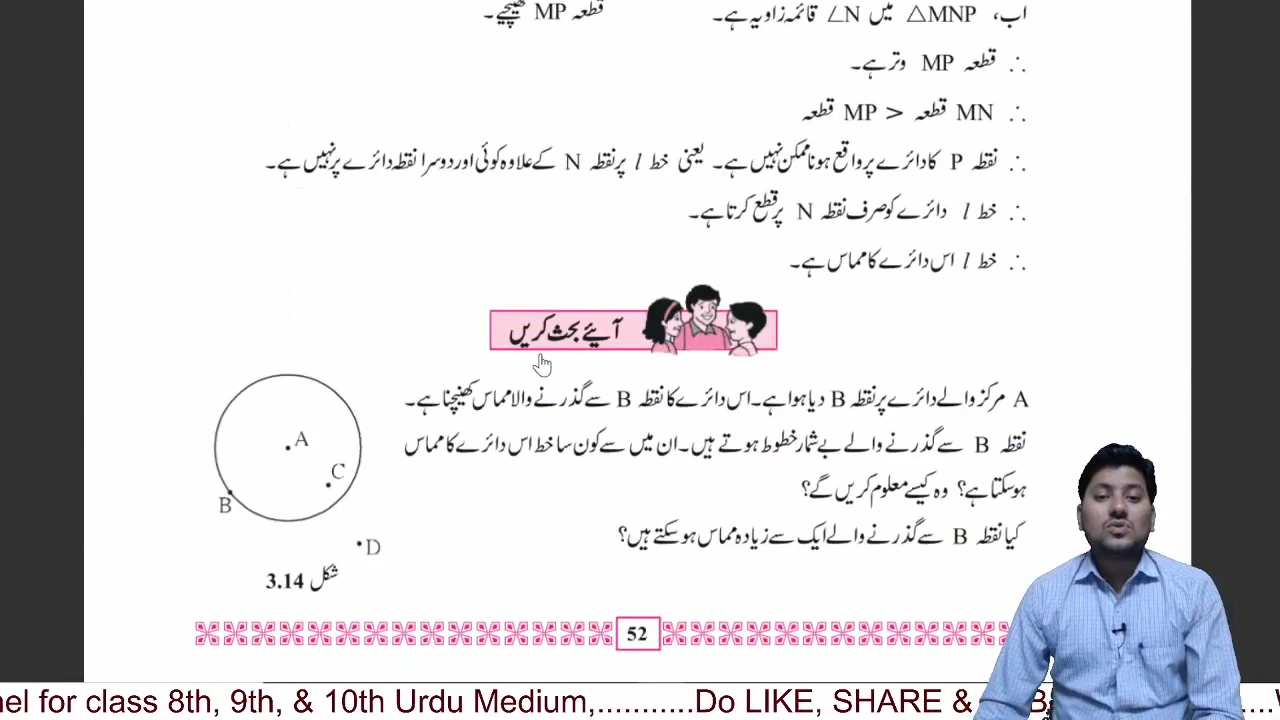 اب، △MNP میں ∠N قائمہ زاویہ ہے۔ قطعہ MP کھینچیے۔
∴ قطعہ MP وتر ہے۔
∴ MN قطعہ < MP قطعہ
∴ نقطہ P کا دائرے پر واقع ہونا ممکن نہیں ہے۔ یعنی خط l پر نقطہ N کے علاوہ کوئی اور دوسرا نقطہ دائرے پر نہیں ہے۔
∴ خط l دائرے کو صرف نقطہ N پر قطع کرتا ہے۔
∴ خط l اس دائرے کا مماس ہے۔
آیئے بحث کریں
A مرکز والے دائرے پر نقطہ B دیا ہوا ہے۔ اس دائرے کا نقطہ B سے گذرنے والا مماس کھینچنا ہے۔
نقطہ B سے گذرنے والے بے شمار خطوط ہوتے ہیں۔ ان میں سے کون سا خط اس دائرے کا مماس
ہوسکتا ہے؟ وہ کیسے معلوم کریں گے؟
کیا نقطہ B سے گذرنے والے ایک سے زیادہ مماس ہوسکتے ہیں؟
A
C
B
D
شکل 3.14
52
nel for class 8th, 9th, & 10th Urdu Medium,..........Do LIKE, SHARE &